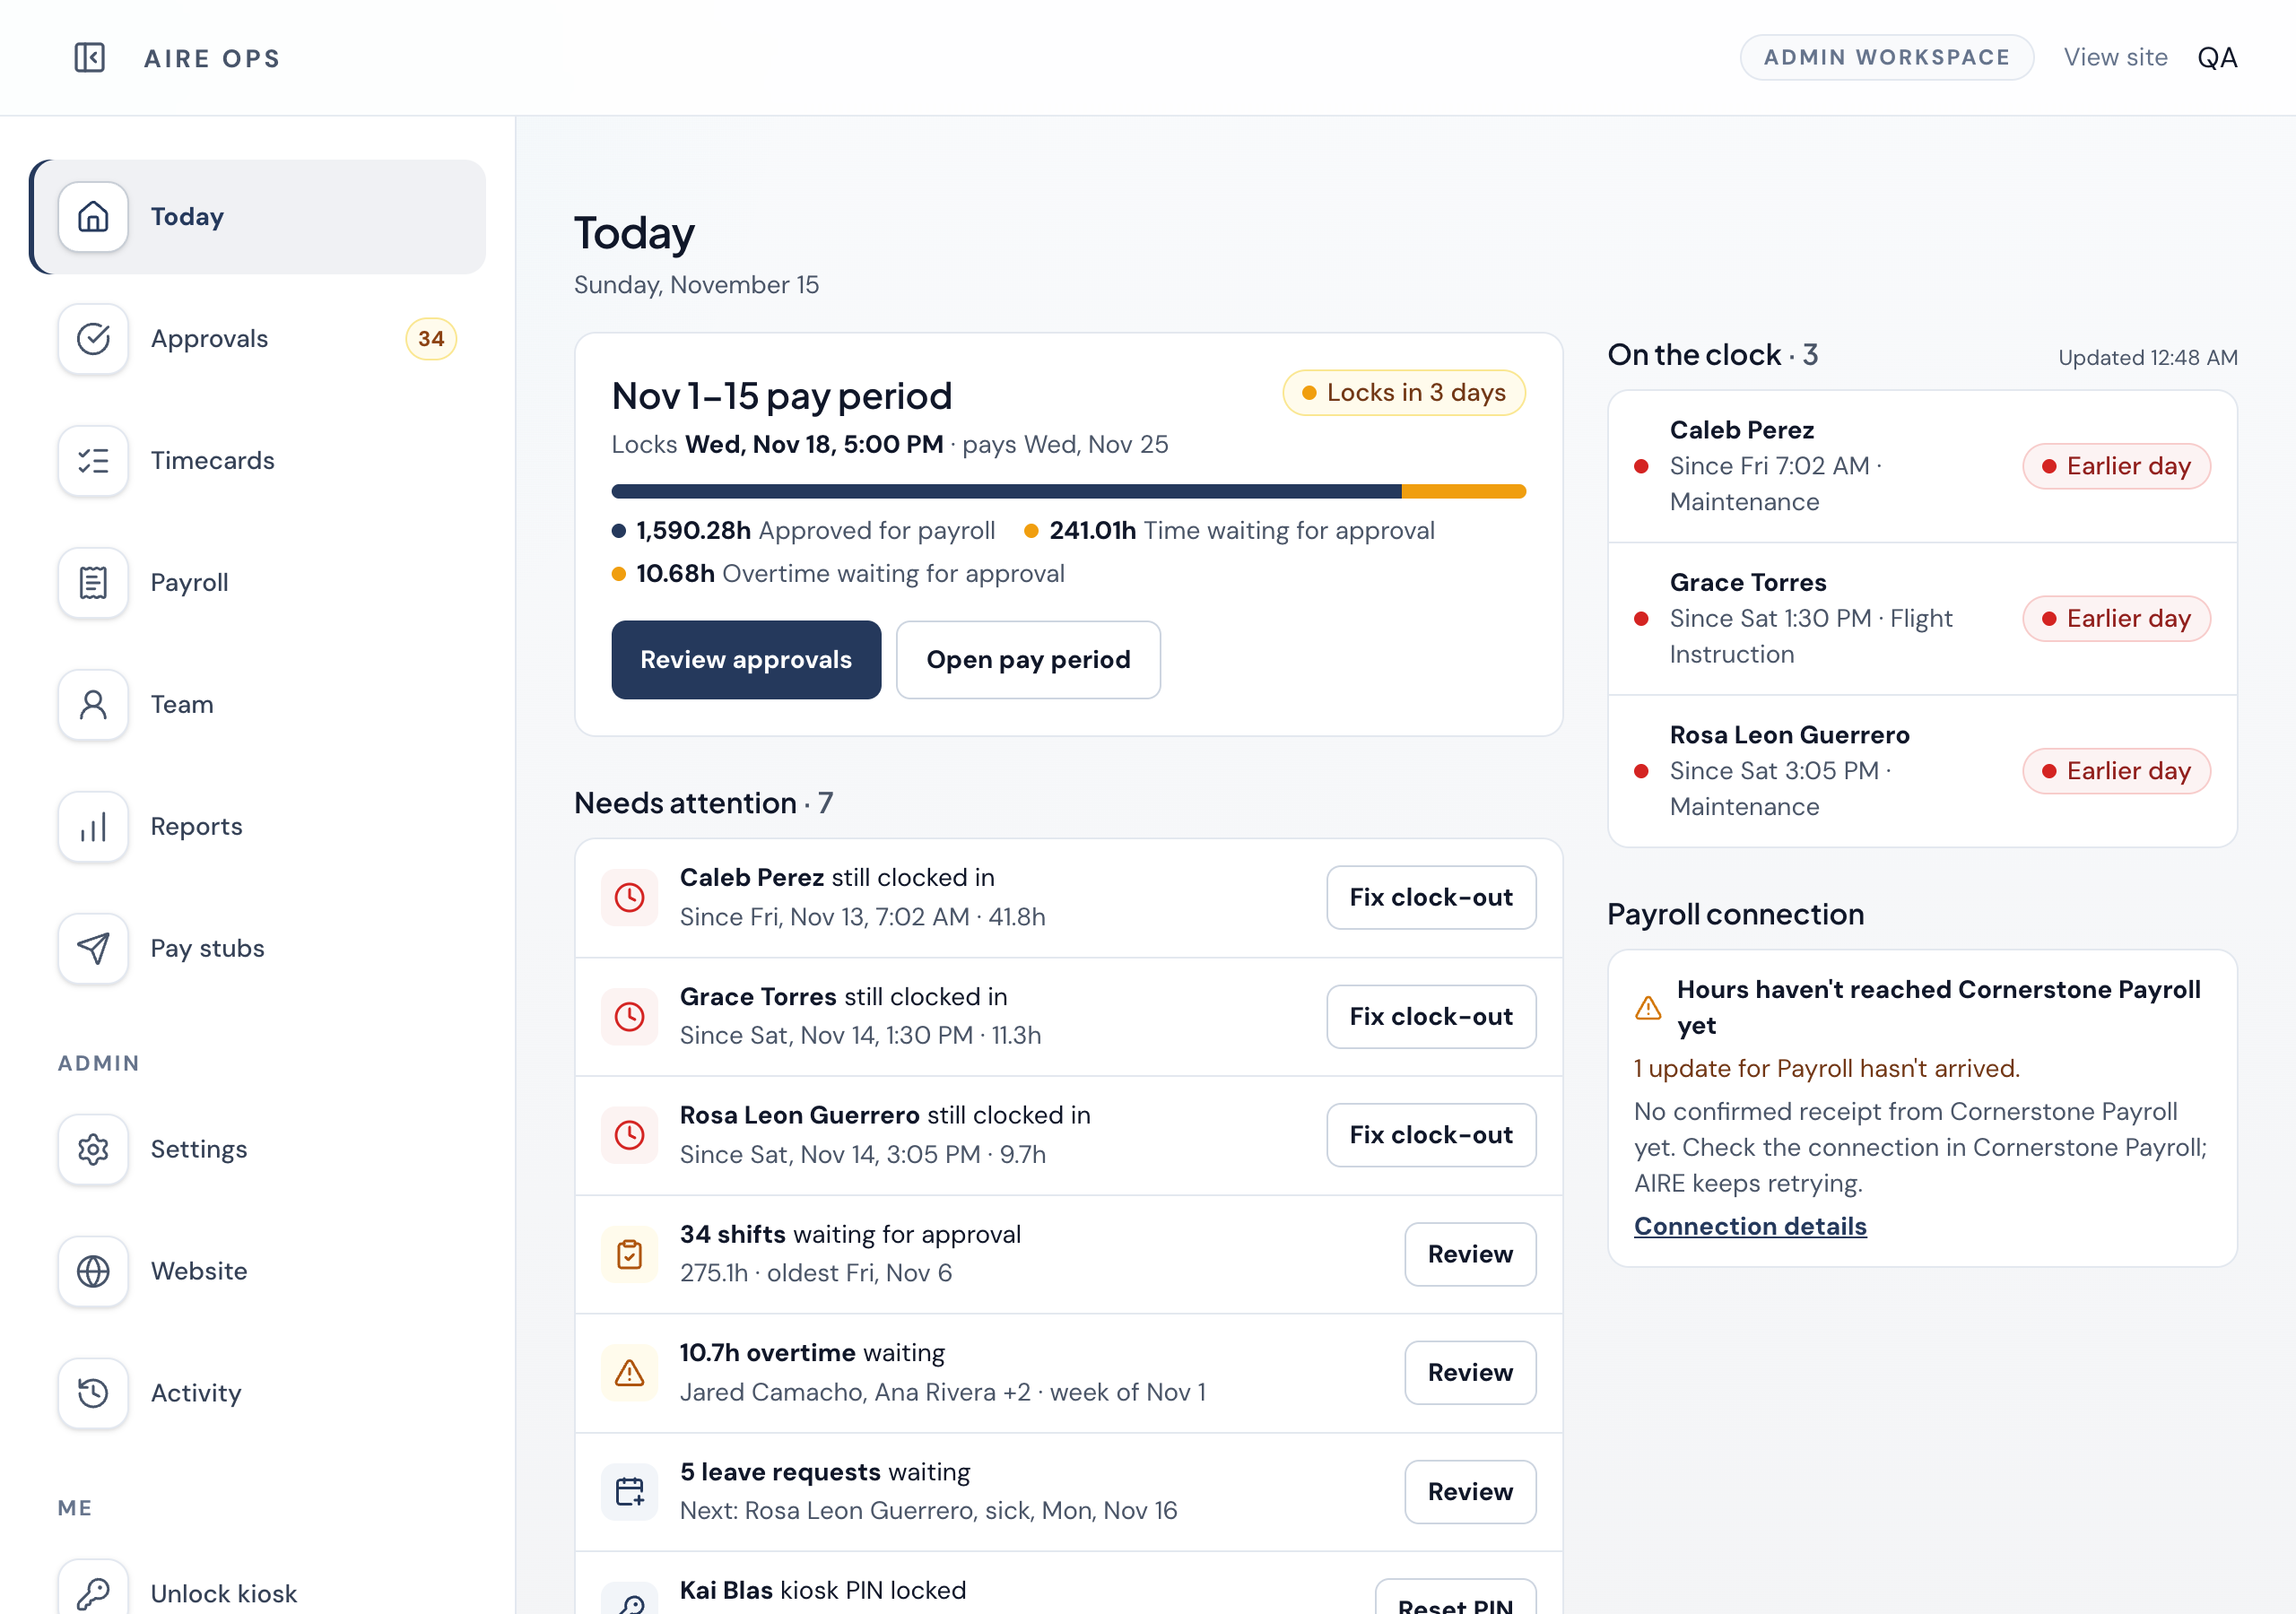 AIRE OPS
ADMIN WORKSPACE
View site
QA
Today
Approvals
34
Timecards
Payroll
Team
Reports
Pay stubs
ADMIN
Settings
Website
Activity
ME
Unlock kiosk
Today
Sunday, November 15
Nov 1–15 pay period
Locks in 3 days
Locks Wed, Nov 18, 5:00 PM · pays Wed, Nov 25
1,590.28h Approved for payroll
241.01h Time waiting for approval
10.68h Overtime waiting for approval
Review approvals
Open pay period
Needs attention · 7
Caleb Perez still clocked in
Since Fri, Nov 13, 7:02 AM · 41.8h
Fix clock-out
Grace Torres still clocked in
Since Sat, Nov 14, 1:30 PM · 11.3h
Fix clock-out
Rosa Leon Guerrero still clocked in
Since Sat, Nov 14, 3:05 PM · 9.7h
Fix clock-out
34 shifts waiting for approval
275.1h · oldest Fri, Nov 6
Review
10.7h overtime waiting
Jared Camacho, Ana Rivera +2 · week of Nov 1
Review
5 leave requests waiting
Next: Rosa Leon Guerrero, sick, Mon, Nov 16
Review
Kai Blas kiosk PIN locked
Reset PIN
On the clock · 3
Updated 12:48 AM
Caleb Perez
Since Fri 7:02 AM ·
Maintenance
Earlier day
Grace Torres
Since Sat 1:30 PM · Flight
Instruction
Earlier day
Rosa Leon Guerrero
Since Sat 3:05 PM ·
Maintenance
Earlier day
Payroll connection
Hours haven't reached Cornerstone Payroll
yet
1 update for Payroll hasn't arrived.
No confirmed receipt from Cornerstone Payroll
yet. Check the connection in Cornerstone Payroll;
AIRE keeps retrying.
Connection details